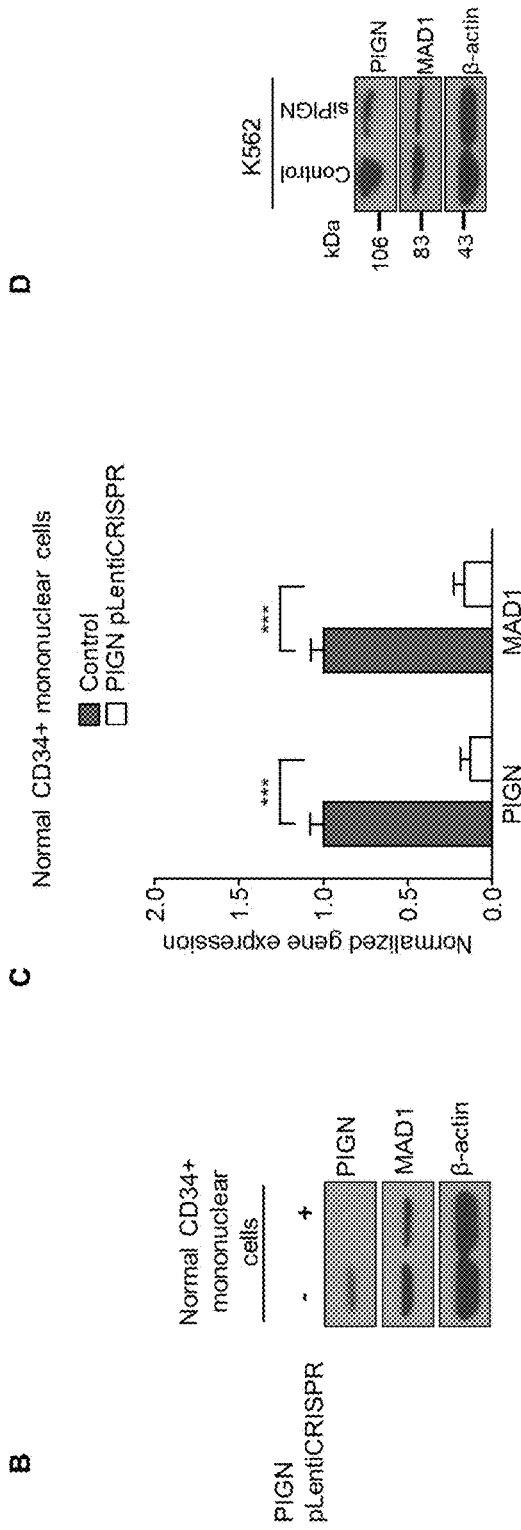 B
Normal CD34+
mononuclear
cells
PIGN
pLentiCRISPR
- +
PIGN
MAD1
β-actin
C
Normal CD34+ mononuclear cells
Control
PIGN pLentiCRISPR
Normalized gene expression
2.0
1.5
1.0
0.5
0.0
***
***
PIGN
MAD1
D
K562
kDa
Control
siPIGN
106
PIGN
83
MAD1
43
β-actin